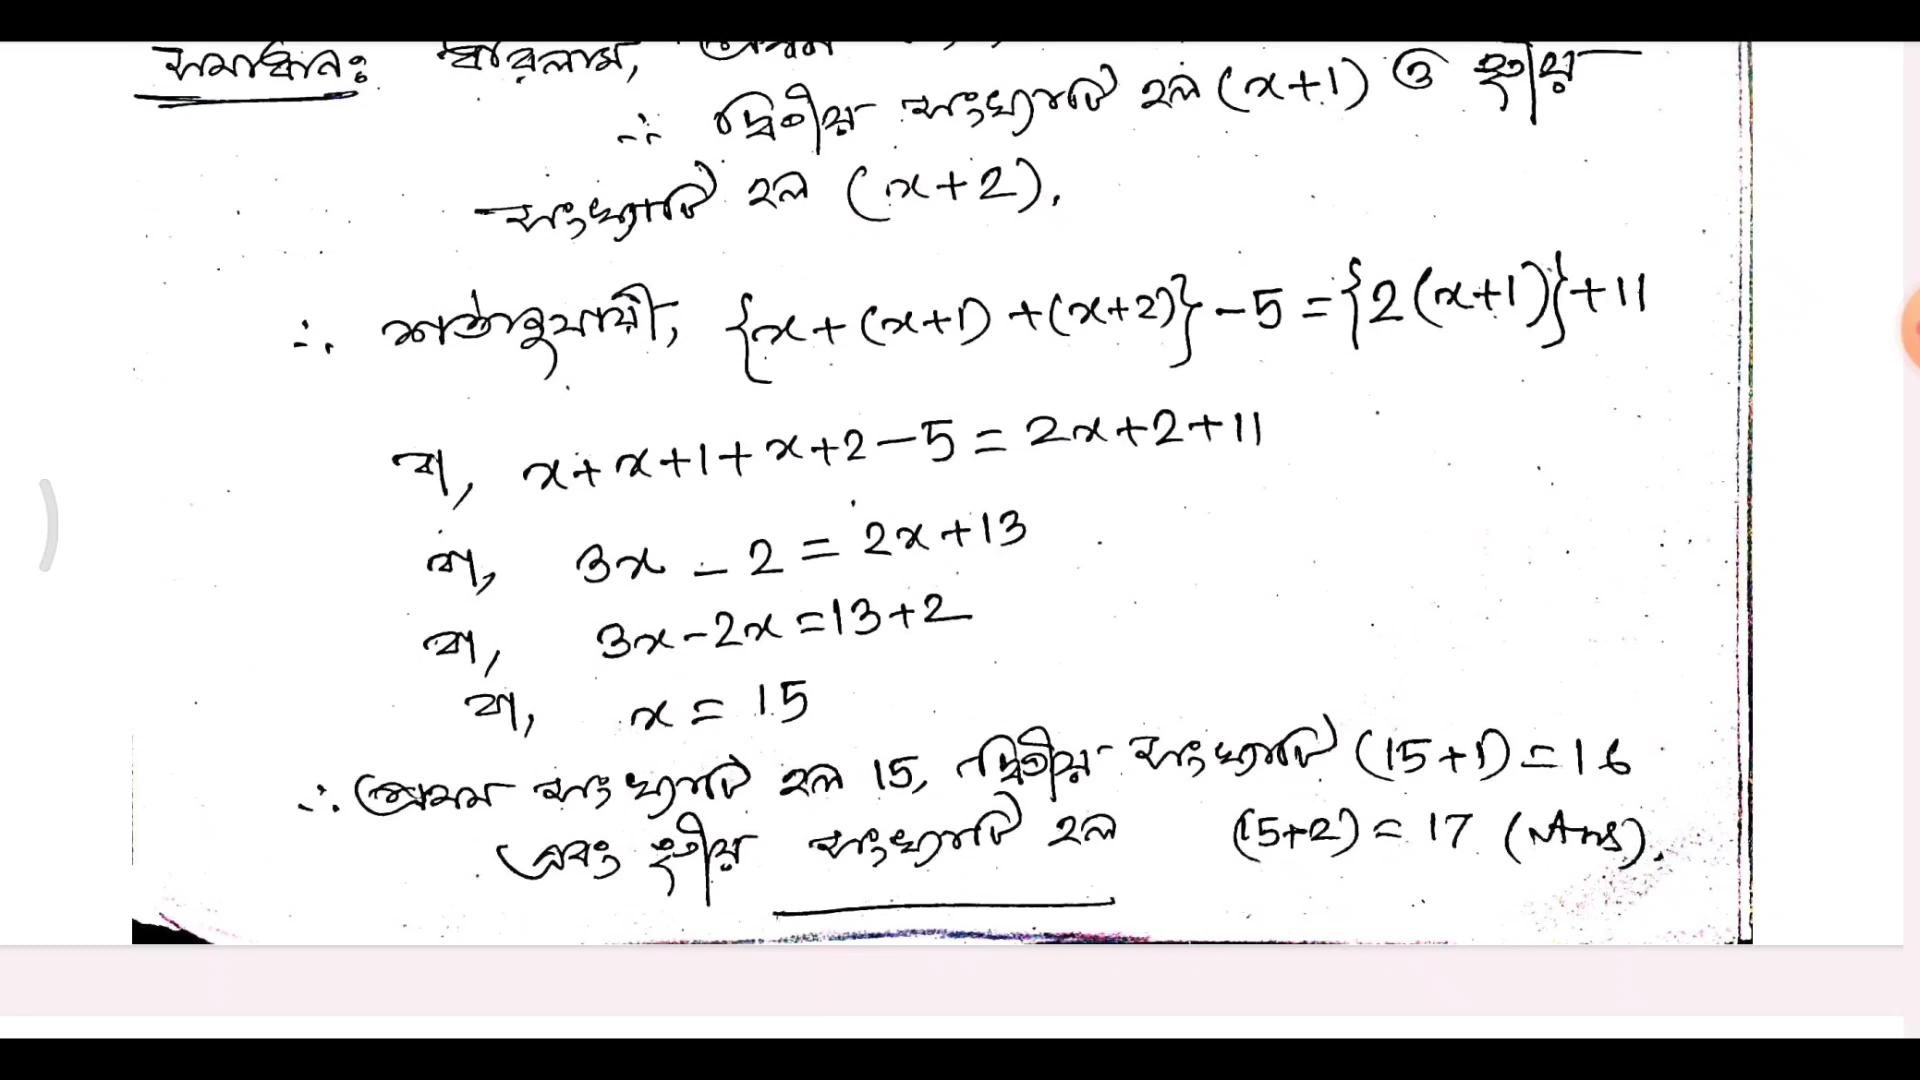 সমাধানঃ ধরিলাম, প্রথম
∴ দ্বিতীয় সংখ্যাটি হল (x+1) ও তৃতীয়
সংখ্যাটি হল (x+2).
∴ শর্তানুযায়ী, {x+(x+1)+(x+2)}-5={2(x+1)}+11
বা, x+x+1+x+2-5=2x+2+11
বা, 3x-2=2x+13
বা, 3x-2x=13+2
বা, x=15
∴ প্রথম সংখ্যাটি হল 15, দ্বিতীয় সংখ্যাটি (15+1)=16
এবং তৃতীয় সংখ্যাটি হল (15+2)=17 (Ans).